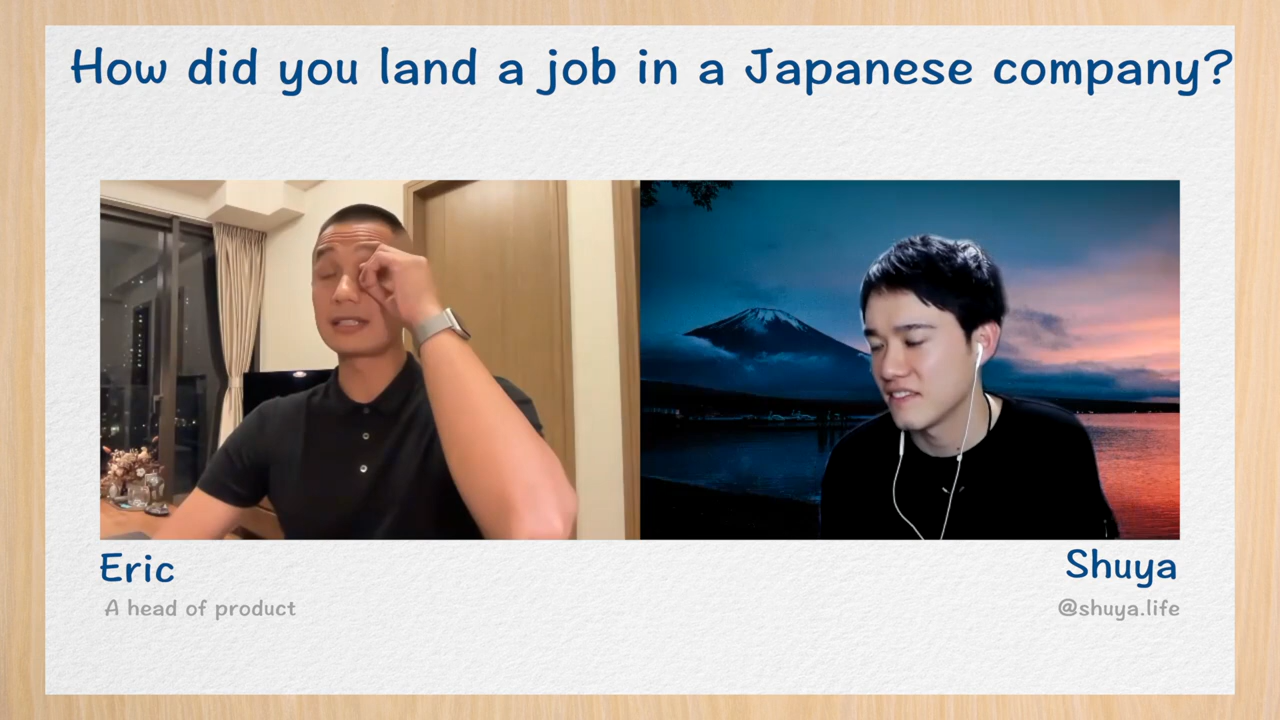 How did you land a job in a Japanese company?
Eric
Shuya
A head of product
@shuya.life